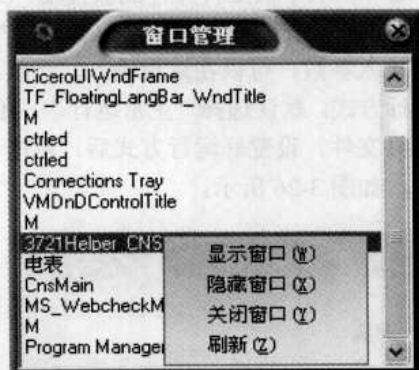 窗口管理
CiceroUIWndFrame
TF_FloatingLangBar_WndTitle
M
ctrled
ctrled
Connections Tray
VMDnDControlTitle
M
3721Helper_CNS
电表
CnsMain
MS_WebcheckM
M
Program Manager
显示窗口(W)
隐藏窗口(X)
关闭窗口(Y)
刷新(Z)